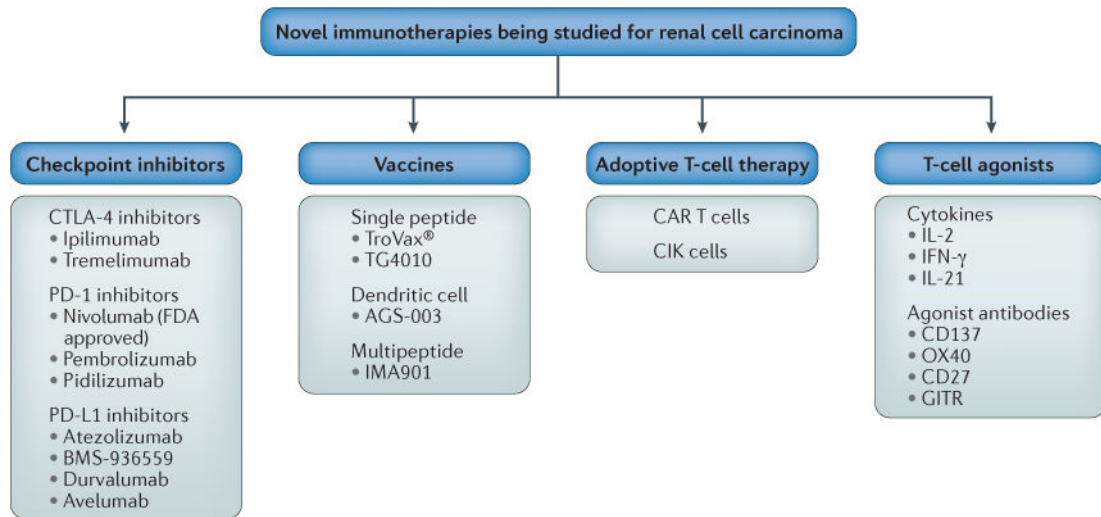 Novel immunotherapies being studied for renal cell carcinoma
Checkpoint inhibitors
CTLA-4 inhibitors
• Ipilimumab
• Tremelimumab
PD-1 inhibitors
• Nivolumab (FDA
approved)
• Pembrolizumab
• Pidilizumab
PD-L1 inhibitors
• Atezolizumab
• BMS-936559
• Durvalumab
• Avelumab
Vaccines
Single peptide
• TroVax®
• TG4010
Dendritic cell
• AGS-003
Multipeptide
• IMA901
Adoptive T-cell therapy
CAR T cells
CIK cells
T-cell agonists
Cytokines
• IL-2
• IFN-γ
• IL-21
Agonist antibodies
• CD137
• OX40
• CD27
• GITR